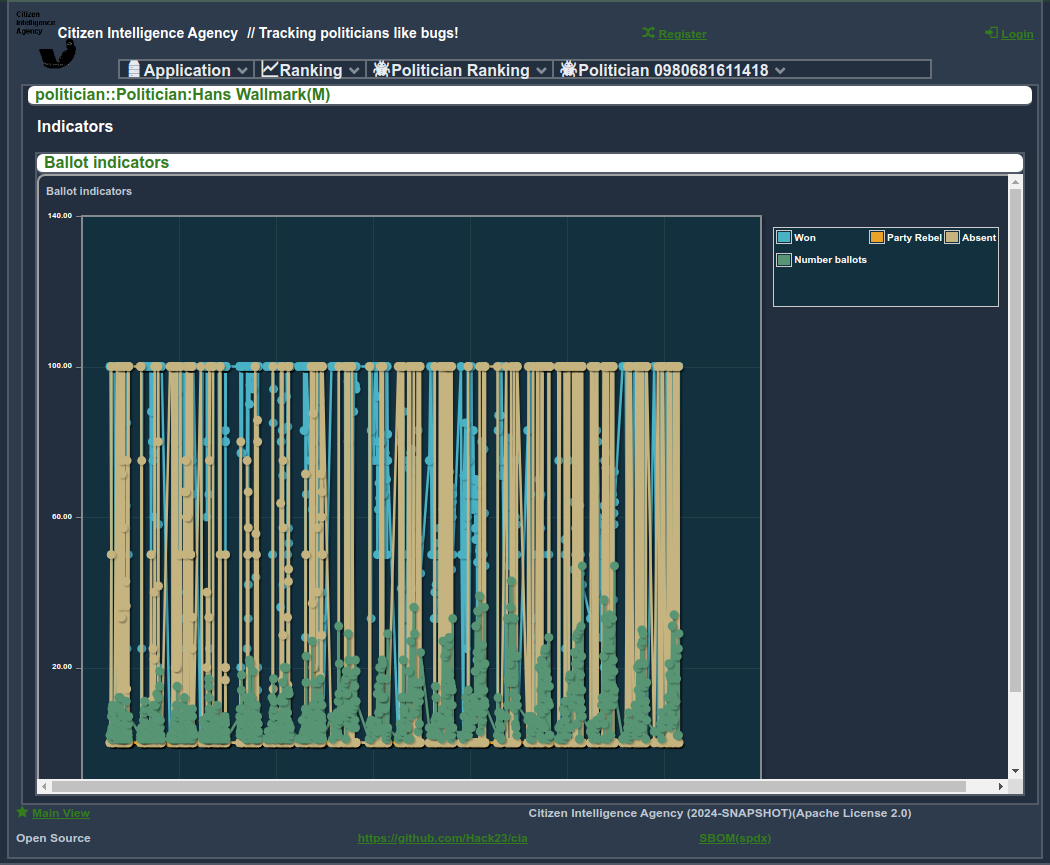 Citizen
Intelligence
Agency
Citizen Intelligence Agency // Tracking politicians like bugs!
Register
Login
Application
Ranking
Politician Ranking
Politician 0980681611418
politician::Politician:Hans Wallmark(M)
Indicators
Ballot indicators
Ballot indicators
140.00
100.00
60.00
20.00
Won
Party Rebel
Absent
Number ballots
Main View
Citizen Intelligence Agency (2024-SNAPSHOT)(Apache License 2.0)
Open Source
https://github.com/Hack23/cia
SBOM(spdx)